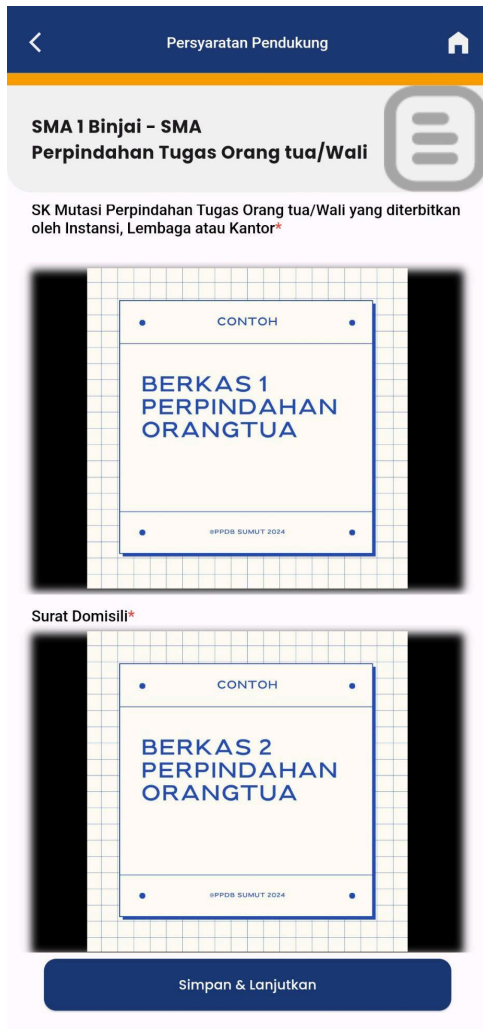 Persyaratan Pendukung
SMA 1 Binjai - SMA
Perpindahan Tugas Orang tua/Wali
SK Mutasi Perpindahan Tugas Orang tua/Wali yang diterbitkan
oleh Instansi, Lembaga atau Kantor*
CONTOH
BERKAS 1
PERPINDAHAN
ORANGTUA
@PPDB SUMUT 2024
Surat Domisili*
CONTOH
BERKAS 2
PERPINDAHAN
ORANGTUA
@PPDB SUMUT 2024
Simpan & Lanjutkan